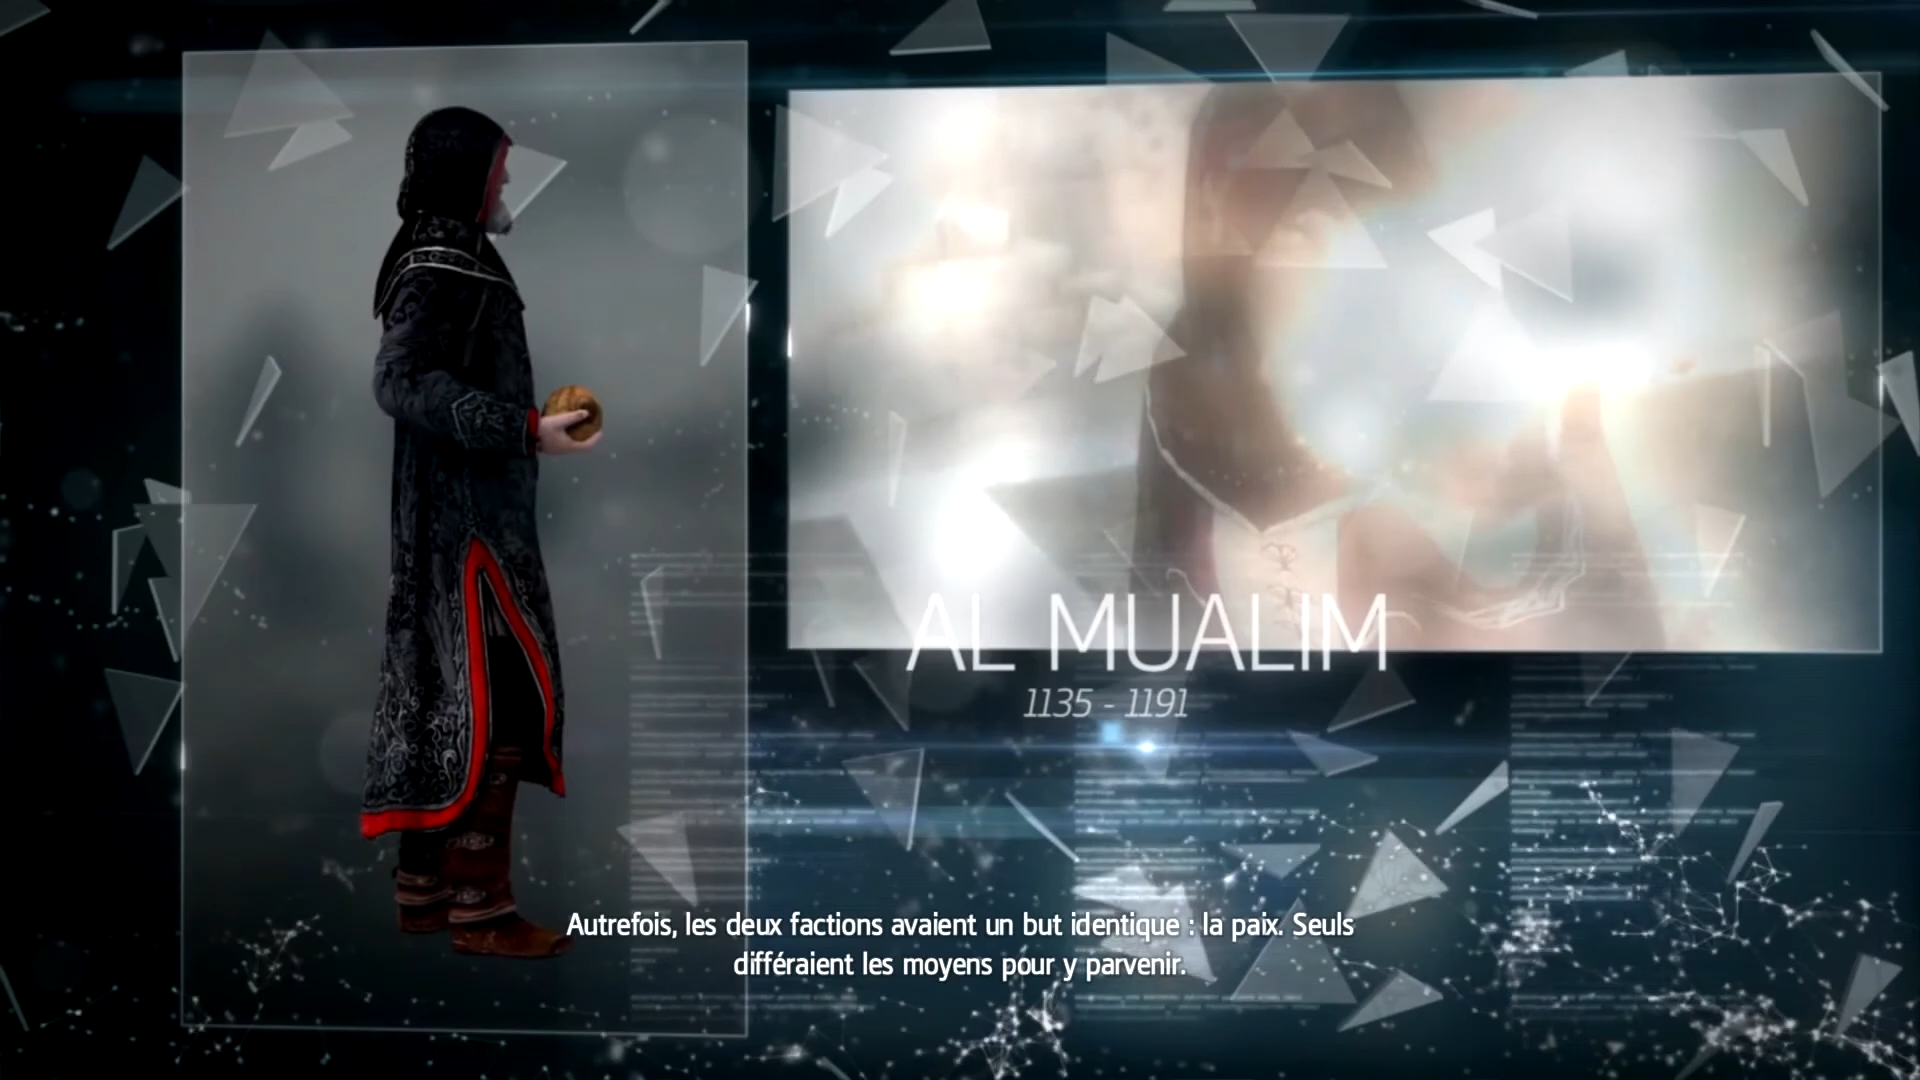 AL MUALIM
1135 - 1191
Autrefois, les deux factions avaient un but identique : la paix. Seuls
différaient les moyens pour y parvenir.